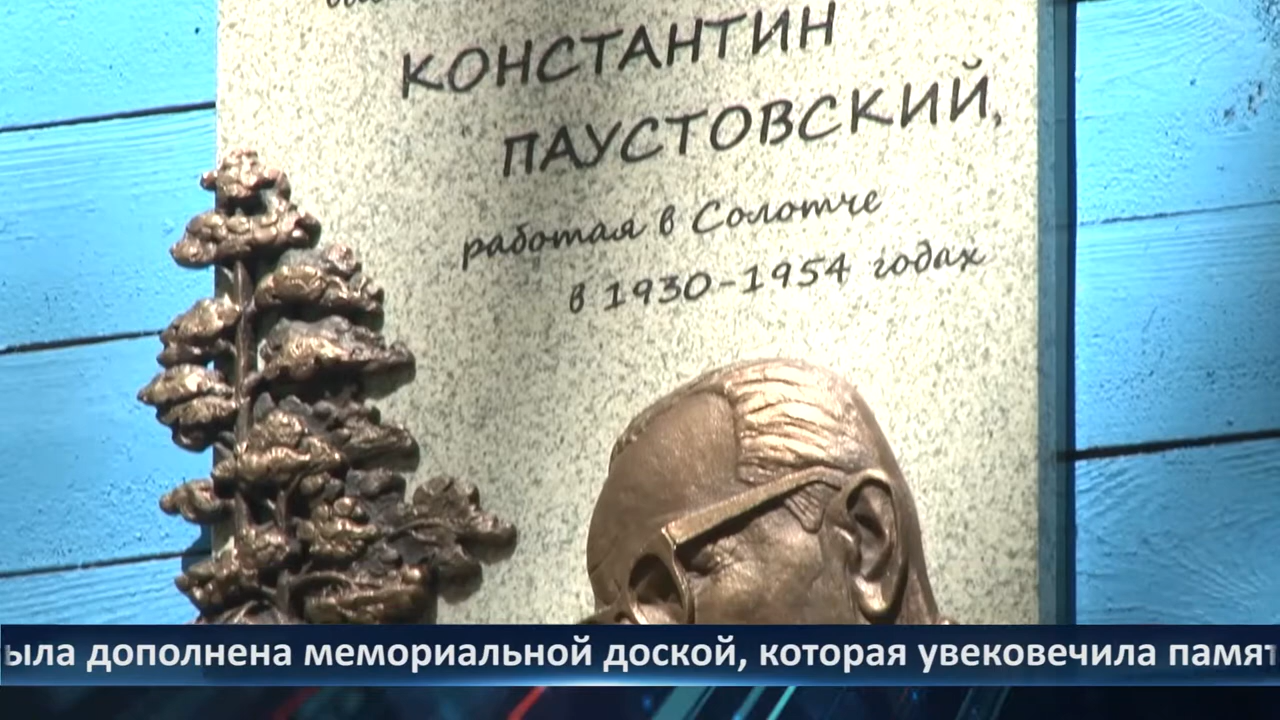 КОНСТАНТИН
ПАУСТОВСКИЙ,
работая в Солотче
в 1930-1954 годах
ыла дополнена мемориальной доской, которая увековечила памят